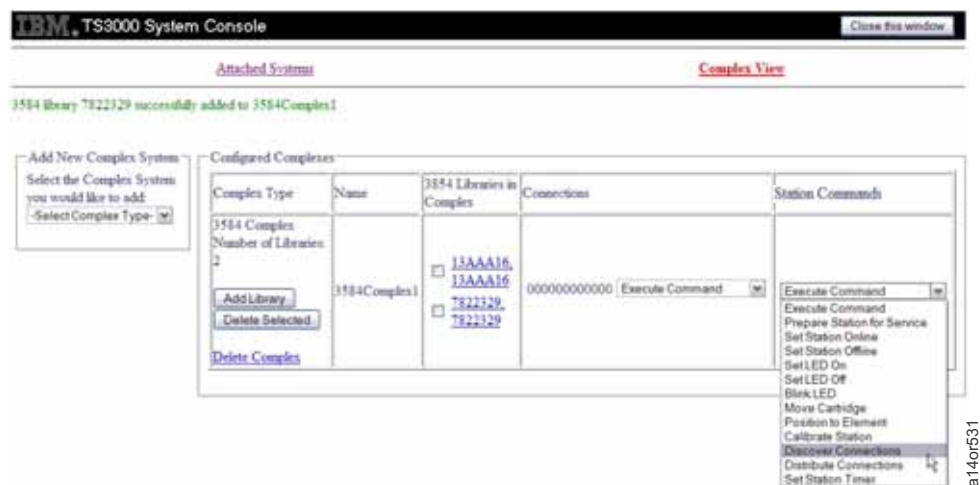 IBM. TS3000 System Console
Close this window
Attached Systems
Complex View
3584 library 7822329 successfully added to 3584Complex1
Add New Complex System
Select the Complex System
you would like to add:
-Select Complex Type-
Configured Complexes
Complex Type
Name
3854 Libraries in
Complex
Connections
Station Commands
3584 Complex
Number of Libraries:
2
Add Library
Delete Selected
Delete Complex
3584Complex1
13AAA16,
13AAA16
7822329,
7822329
000000000000 Execute Command
Execute Command
Execute Command
Prepare Station for Service
Set Station Online
Set Station Offline
Set LED On
Set LED Off
Blink LED
Move Cartridge
Position to Element
Calibrate Station
Discover Connections
Distribute Connections
Set Station Timer
a14or531